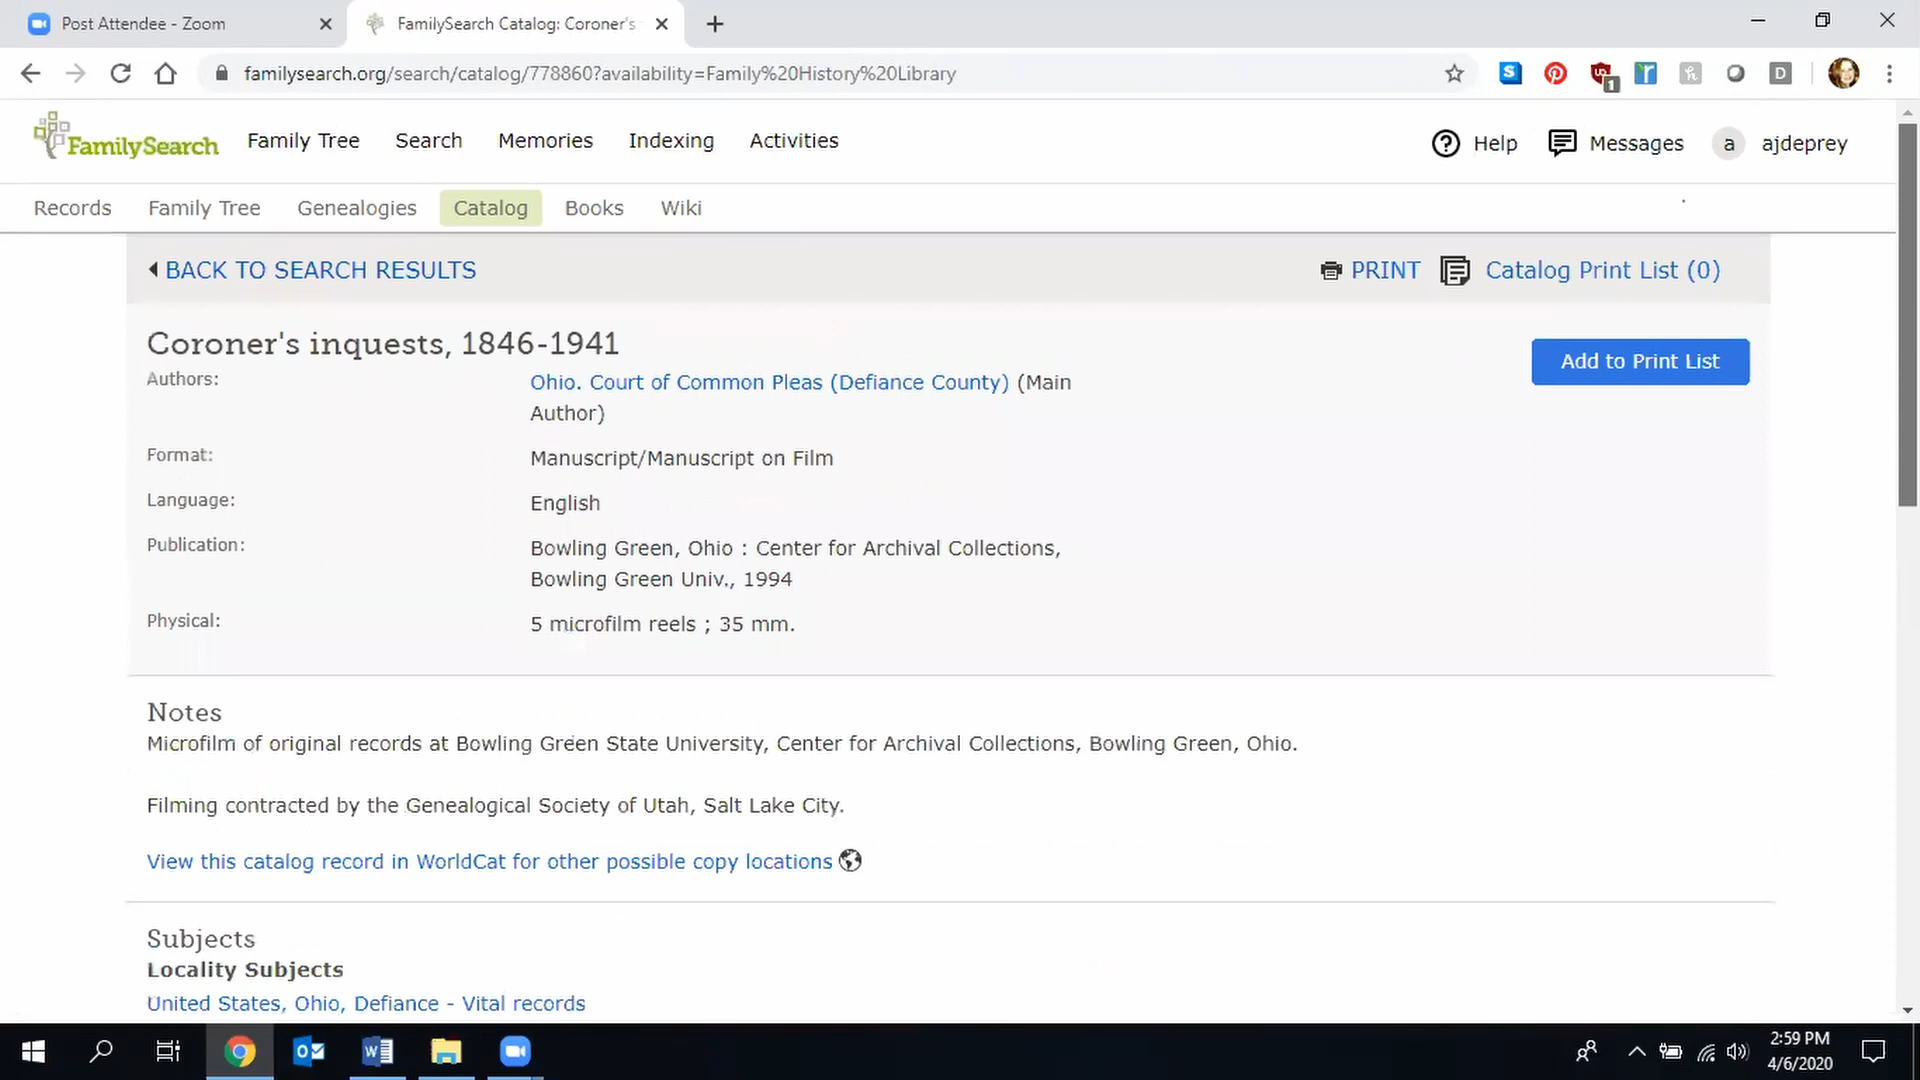 Post Attendee - Zoom
FamilySearch Catalog: Coroner's
familysearch.org/search/catalog/778860?availability=Family%20History%20Library
S
1
D
FamilySearch
Family Tree
Search
Memories
Indexing
Activities
Help
Messages
a
ajdeprey
Records
Family Tree
Genealogies
Catalog
Books
Wiki
BACK TO SEARCH RESULTS
PRINT
Catalog Print List (0)
Coroner's inquests, 1846-1941
Add to Print List
Authors:
Ohio. Court of Common Pleas (Defiance County) (Main
Author)
Format:
Manuscript/Manuscript on Film
Language:
English
Publication:
Bowling Green, Ohio : Center for Archival Collections,
Bowling Green Univ., 1994
Physical:
5 microfilm reels ; 35 mm.
Notes
Microfilm of original records at Bowling Green State University, Center for Archival Collections, Bowling Green, Ohio.
Filming contracted by the Genealogical Society of Utah, Salt Lake City.
View this catalog record in WorldCat for other possible copy locations
Subjects
Locality Subjects
United States, Ohio, Defiance - Vital records
2:59 PM
4/6/2020